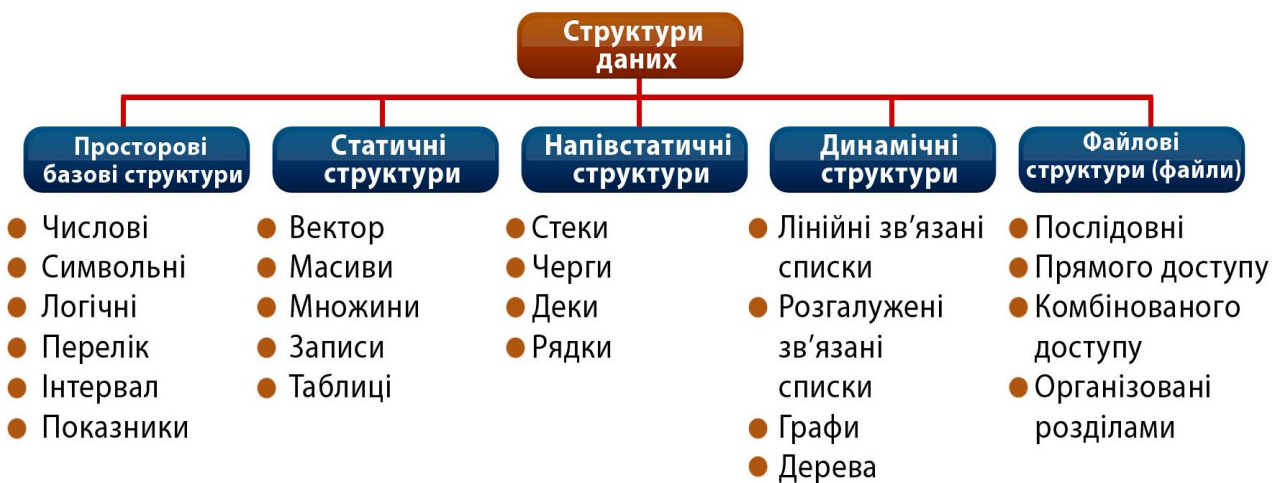 Структури
даних
Просторові
базові структури
Статичні
структури
Напівстатичні
структури
Динамічні
структури
Файлові
структури (файли)
Числові
Символьні
Логічні
Перелік
Інтервал
Показники
Вектор
Масиви
Множини
Записи
Таблиці
Стеки
Черги
Деки
Рядки
Лінійні зв’язані
списки
Розгалужені
зв’язані
списки
Графи
Дерева
Послідовні
Прямого доступу
Комбінованого
доступу
Організовані
розділами